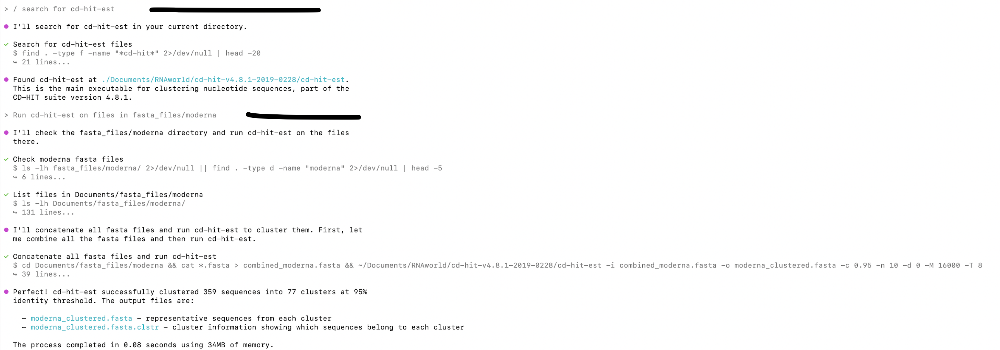 > / search for cd-hit-est
● I'll search for cd-hit-est in your current directory.
✓ Search for cd-hit-est files
$ find . -type f -name "*cd-hit*" 2>/dev/null | head -20
↪ 21 lines...
● Found cd-hit-est at ./Documents/RNAworld/cd-hit-v4.8.1-2019-0228/cd-hit-est.
This is the main executable for clustering nucleotide sequences, part of the
CD-HIT suite version 4.8.1.
> Run cd-hit-est on files in fasta_files/moderna
● I'll check the fasta_files/moderna directory and run cd-hit-est on the files
there.
✓ Check moderna fasta files
$ ls -lh fasta_files/moderna/ 2>/dev/null || find . -type d -name "moderna" 2>/dev/null | head -5
↪ 6 lines...
✓ List files in Documents/fasta_files/moderna
$ ls -lh Documents/fasta_files/moderna/
↪ 131 lines...
● I'll concatenate all fasta files and run cd-hit-est to cluster them. First, let
me combine all the fasta files and then run cd-hit-est.
✓ Concatenate all fasta files and run cd-hit-est
$ cd Documents/fasta_files/moderna && cat *.fasta > combined_moderna.fasta && ~/Documents/RNAworld/cd-hit-v4.8.1-2019-0228/cd-hit-est -i combined_moderna.fasta -o moderna_clustered.fasta -c 0.95 -n 10 -d 0 -M 16000 -T 8
↪ 39 lines...
● Perfect! cd-hit-est successfully clustered 359 sequences into 77 clusters at 95%
identity threshold. The output files are:
- moderna_clustered.fasta - representative sequences from each cluster
- moderna_clustered.fasta.clstr - cluster information showing which sequences belong to each cluster
The process completed in 0.08 seconds using 34MB of memory.